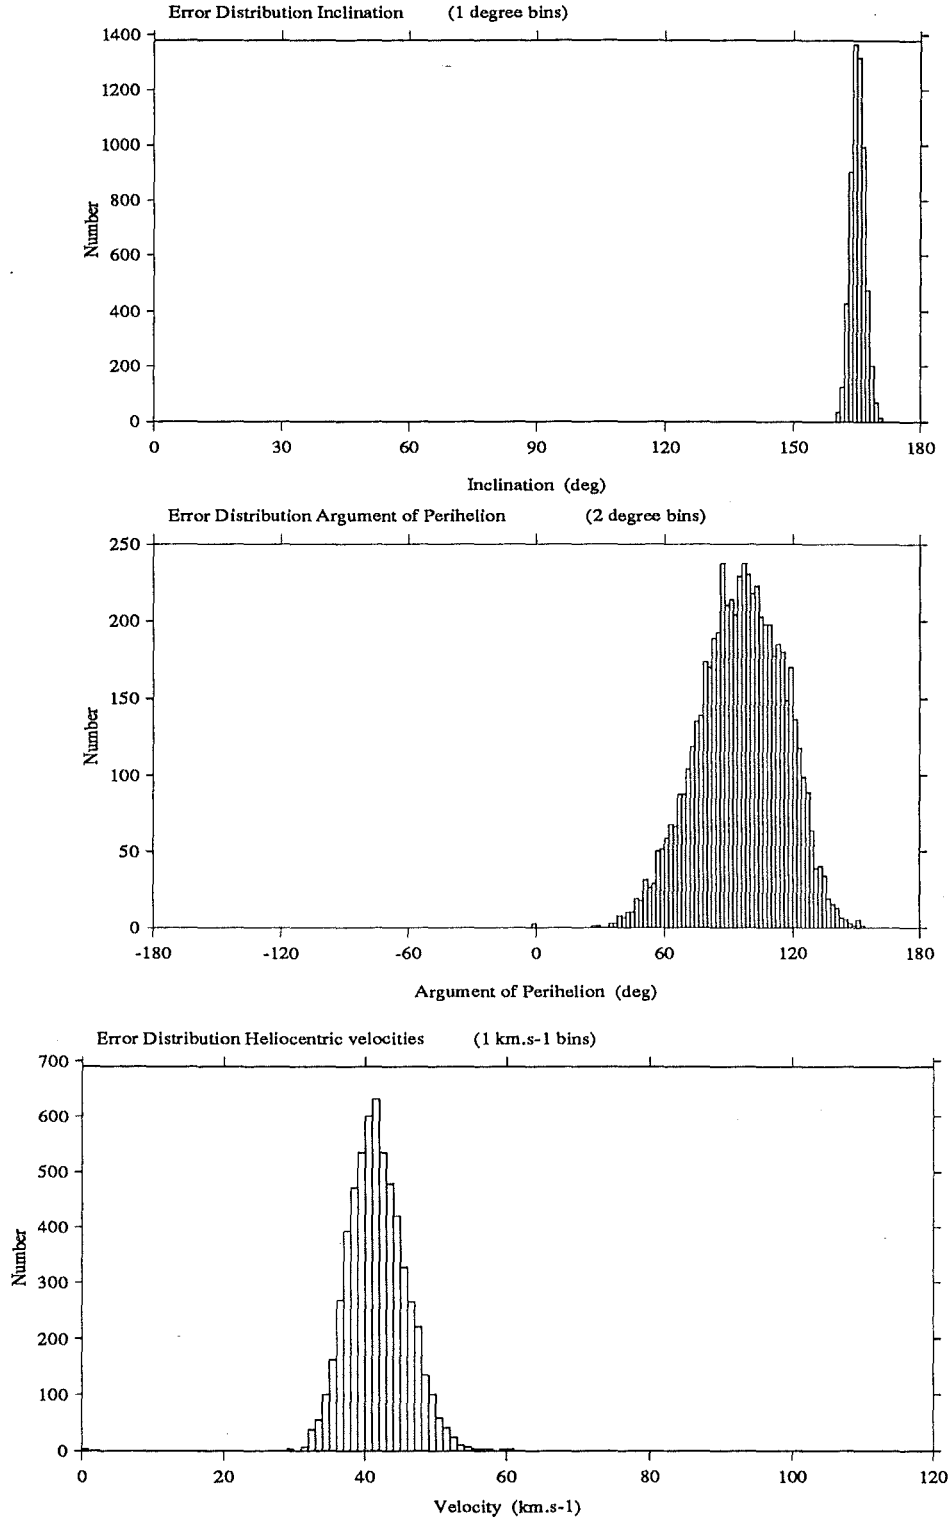 Error Distribution Inclination (1 degree bins)
1400
1200
1000
800
600
400
200
0
Number
0 30 60 90 120 150 180
Inclination (deg)
Error Distribution Argument of Perihelion (2 degree bins)
250
200
150
100
50
0
Number
-180 -120 -60 0 60 120 180
Argument of Perihelion (deg)
Error Distribution Heliocentric velocities (1 km.s-1 bins)
700
600
500
400
300
200
100
0
Number
0 20 40 60 80 100 120
Velocity (km.s-1)